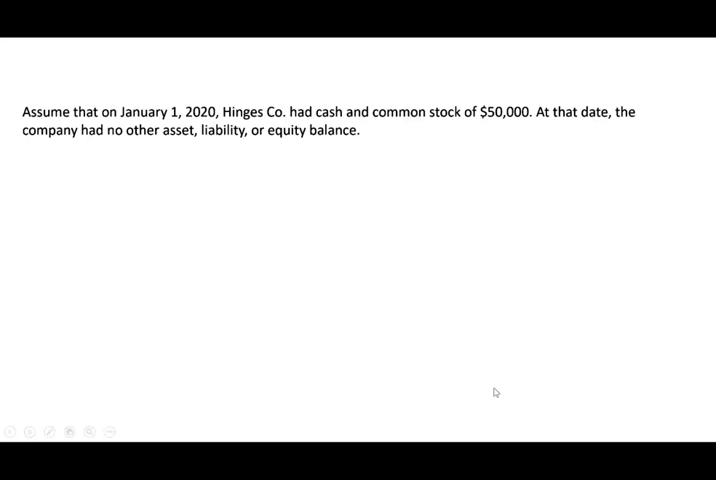 Assume that on January 1, 2020, Hinges Co. had cash and common stock of $50,000. At that date, the
company had no other asset, liability, or equity balance.